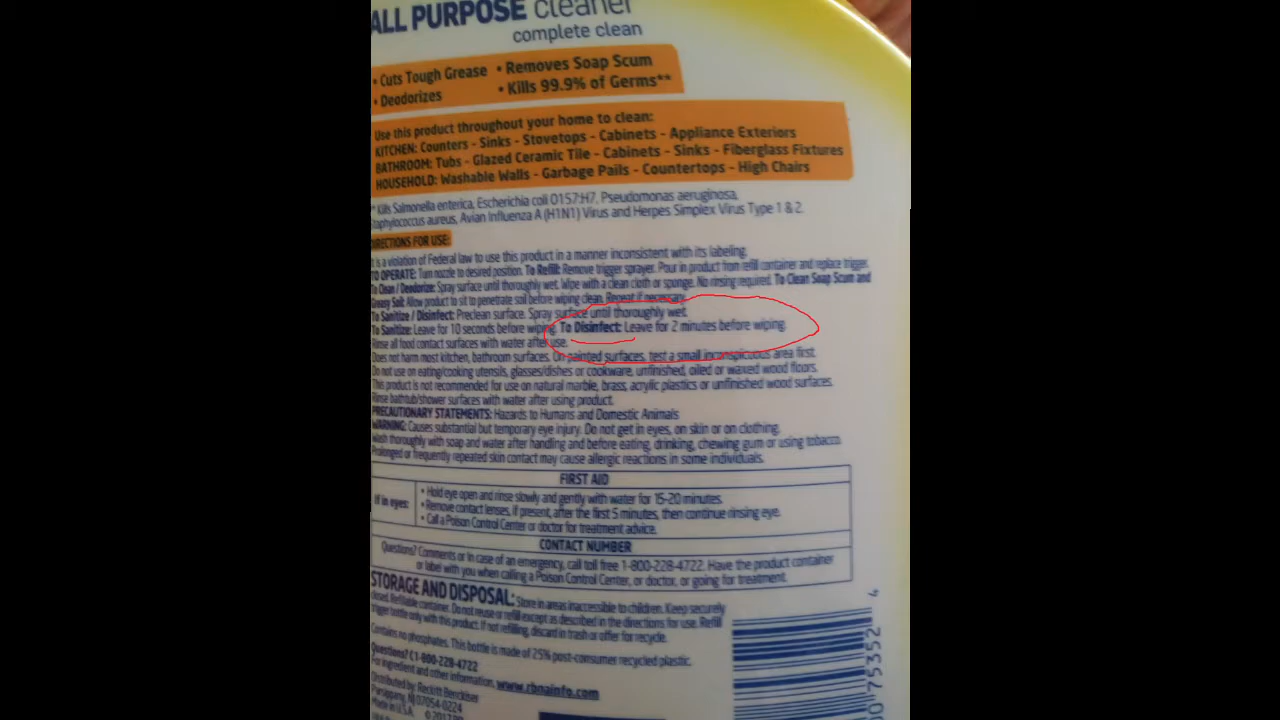 ALL PURPOSE cleaner
complete clean
• Cuts Tough Grease • Removes Soap Scum
• Deodorizes • Kills 99.9% of Germs**
Use this product throughout your home to clean:
KITCHEN: Counters - Sinks - Stovetops - Cabinets - Appliance Exteriors
BATHROOM: Tubs - Glazed Ceramic Tile - Cabinets - Sinks - Fiberglass Fixtures
HOUSEHOLD: Washable Walls - Garbage Pails - Countertops - High Chairs
** Kills Salmonella enterica, Escherichia coli O157:H7, Pseudomonas aeruginosa,
Staphylococcus aureus, Avian Influenza A (H1N1) Virus and Herpes Simplex Virus Type 1 & 2.
DIRECTIONS FOR USE:
It is a violation of Federal law to use this product in a manner inconsistent with its labeling.
TO OPERATE: Turn nozzle to desired position. To Refill: Remove trigger sprayer. Pour in product from refill container and replace trigger.
To Clean / Deodorize: Spray surface until thoroughly wet. Wipe with a clean cloth or sponge. No rinsing required. To Clean Soap Scum and
Greasy Soil: Allow product to sit to penetrate soil before wiping clean. Repeat if necessary.
To Sanitize / Disinfect: Preclean surface. Spray surface until thoroughly wet.
To Sanitize: Leave for 10 seconds before wiping. To Disinfect: Leave for 2 minutes before wiping.
Rinse all food contact surfaces with water after use.
Does not harm most kitchen, bathroom surfaces. On painted surfaces, test a small inconspicuous area first.
Do not use on eating/cooking utensils, glasses/dishes or cookware, unfinished, oiled or waxed wood floors.
This product is not recommended for use on natural marble, brass, acrylic plastics or unfinished wood surfaces.
Rinse bathtub/shower surfaces with water after using product.
PRECAUTIONARY STATEMENTS: Hazards to Humans and Domestic Animals
WARNING: Causes substantial but temporary eye injury. Do not get in eyes, on skin or on clothing.
Wash thoroughly with soap and water after handling and before eating, drinking, chewing gum or using tobacco.
Prolonged or frequently repeated skin contact may cause allergic reactions in some individuals.
FIRST AID
If in eyes: • Hold eye open and rinse slowly and gently with water for 15-20 minutes.
• Remove contact lenses, if present, after the first 5 minutes, then continue rinsing eye.
• Call a Poison Control Center or doctor for treatment advice.
CONTACT NUMBER
Questions? Comments or in case of an emergency, call toll free 1-800-228-4722. Have the product container
or label with you when calling a Poison Control Center, or doctor, or going for treatment.
STORAGE AND DISPOSAL: Store in areas inaccessible to children. Keep securely
closed. Refillable container. Do not reuse or refill except as described in the directions for use. Refill
trigger bottle only with this product. If not refilling, discard in trash or offer for recycle.
Contains no phosphates. This bottle is made of 25% post-consumer recycled plastic.
Questions? 1-800-228-4722
For ingredient and other information, www.rbnainfo.com
Distributed by: Reckitt Benckiser
Parsippany, NJ 07054-0224
Made in U.S.A.
75352 4